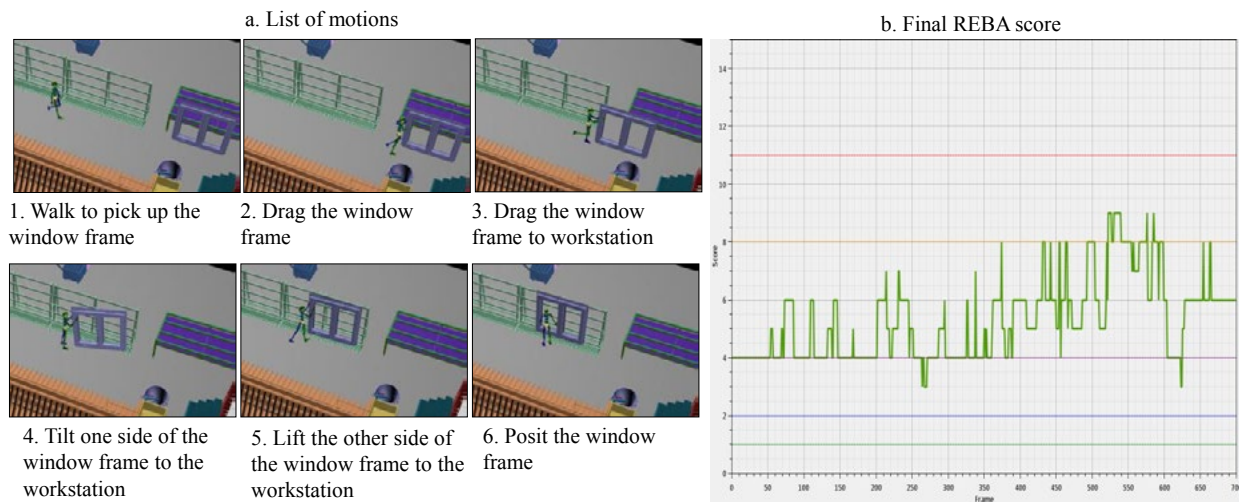 a. List of motions
1. Walk to pick up the
window frame
2. Drag the window
frame
3. Drag the window
frame to workstation
4. Tilt one side of the
window frame to the
workstation
5. Lift the other side of
the window frame to the
workstation
6. Posit the window
frame
b. Final REBA score
14
12
10
8
6
4
2
0
Score
0 50 100 150 200 250 300 350 400 450 500 550 600 650 700
Frame